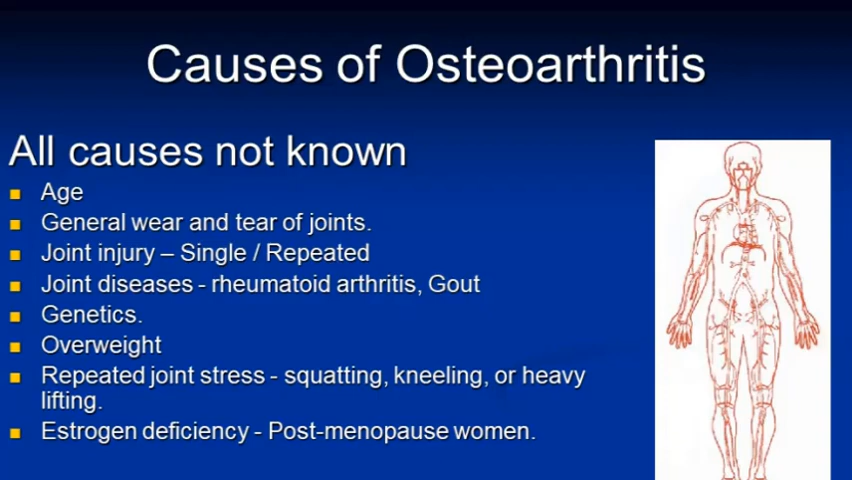 Causes of Osteoarthritis
All causes not known
Age
General wear and tear of joints.
Joint injury – Single / Repeated
Joint diseases - rheumatoid arthritis, Gout
Genetics.
Overweight
Repeated joint stress - squatting, kneeling, or heavy
lifting.
Estrogen deficiency - Post-menopause women.